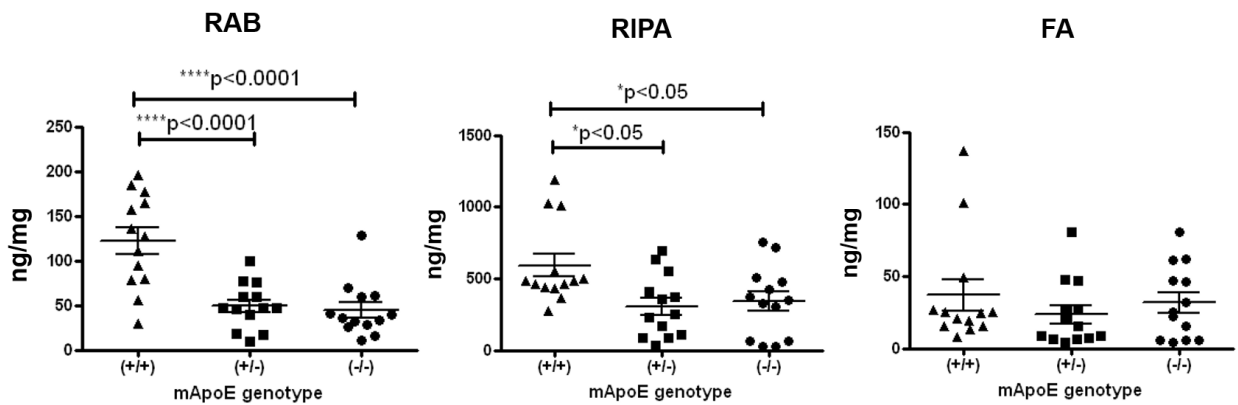 RAB
****p<0.0001
****p<0.0001
250
200
150
100
50
0
ng/mg
(+/+) (+/-) (-/-)
mApoE genotype
RIPA
*p<0.05
*p<0.05
1500
1000
500
0
ng/mg
(+/+) (+/-) (-/-)
mApoE genotype
FA
150
100
50
0
ng/mg
(+/+) (+/-) (-/-)
mApoE genotype